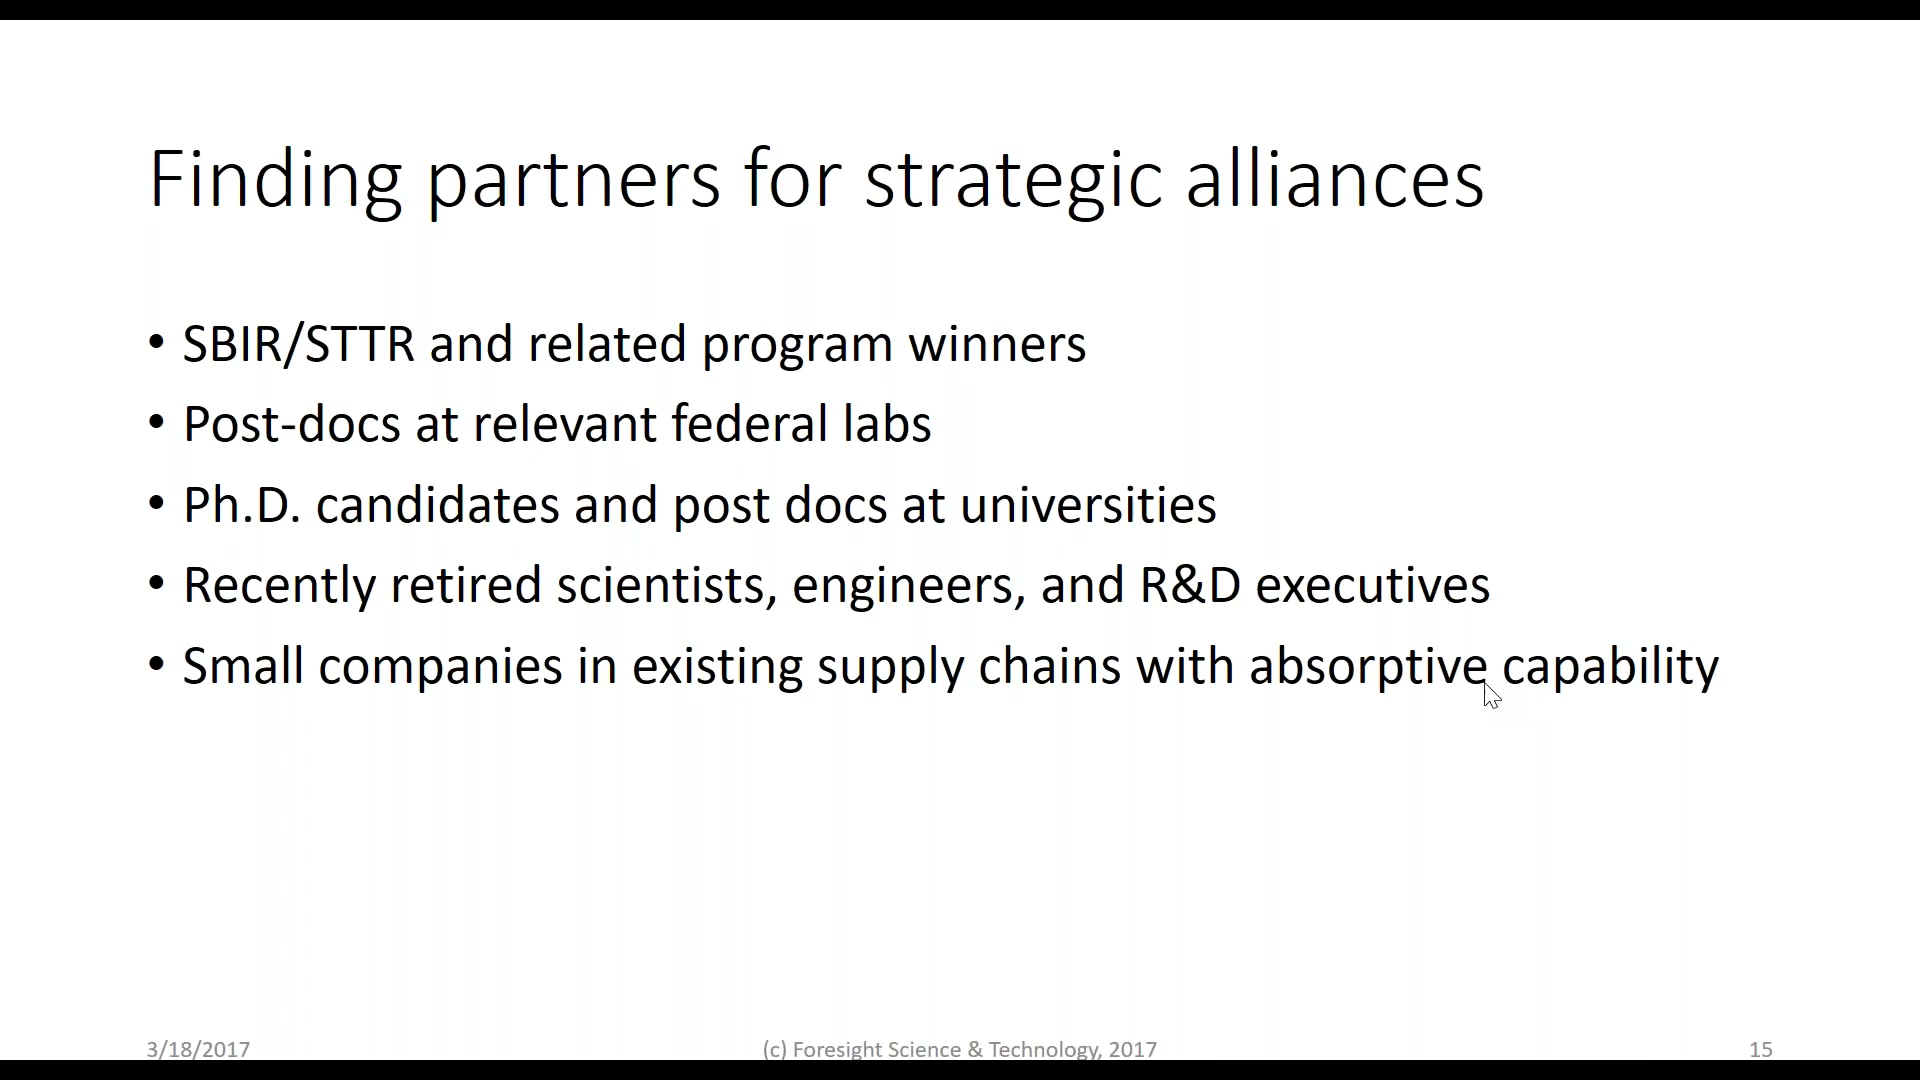 Finding partners for strategic alliances
• SBIR/STTR and related program winners
• Post-docs at relevant federal labs
• Ph.D. candidates and post docs at universities
• Recently retired scientists, engineers, and R&D executives
• Small companies in existing supply chains with absorptive capability
3/18/2017
(c) Foresight Science & Technology, 2017
15